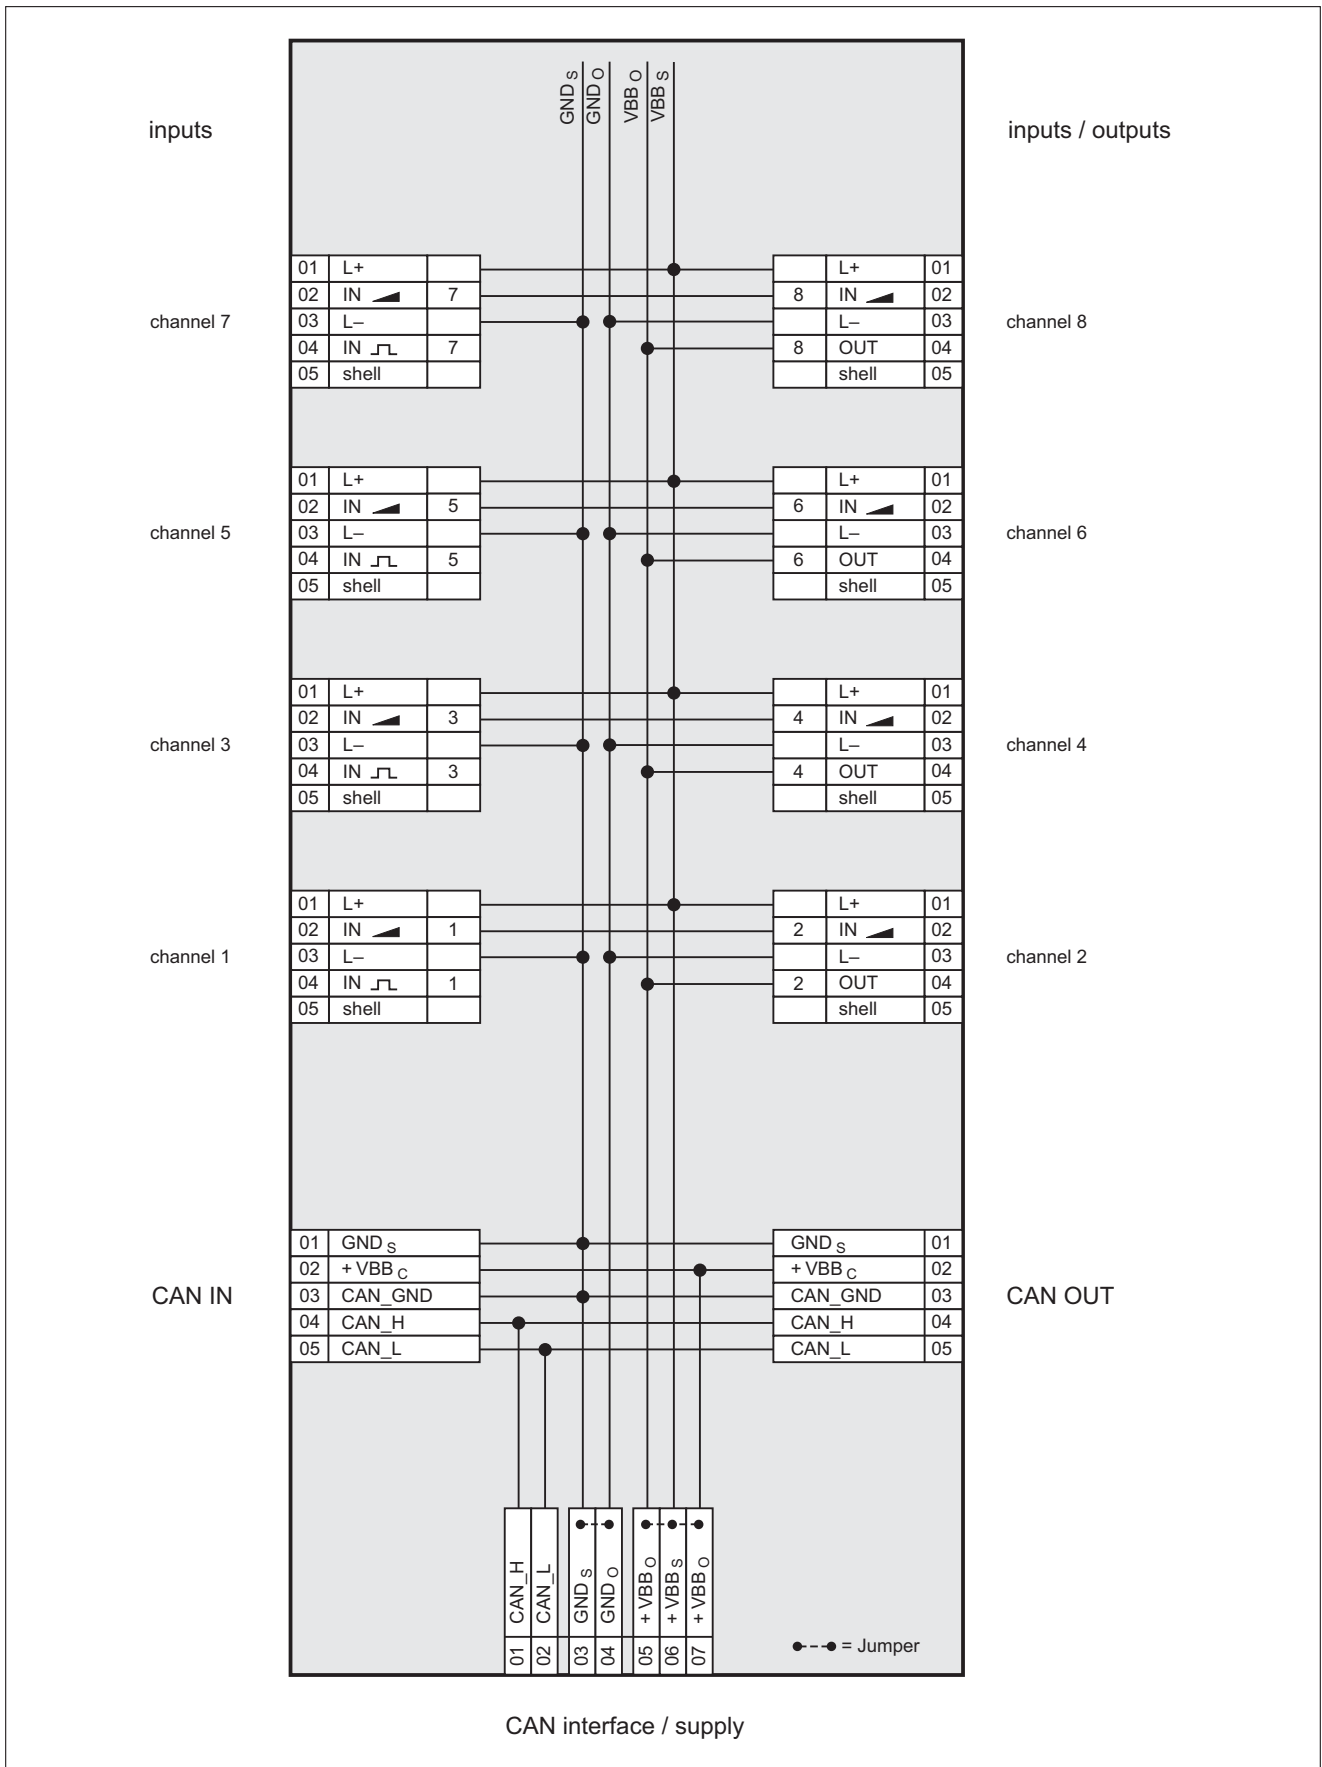 GND S
GND O
VBB O
VBB S
inputs
inputs / outputs
channel 7
01 L+
02 IN 7
03 L–
04 IN 7
05 shell
L+ 01
8 IN 02
L– 03
8 OUT 04
shell 05
channel 8
channel 5
01 L+
02 IN 5
03 L–
04 IN 5
05 shell
L+ 01
6 IN 02
L– 03
6 OUT 04
shell 05
channel 6
channel 3
01 L+
02 IN 3
03 L–
04 IN 3
05 shell
L+ 01
4 IN 02
L– 03
4 OUT 04
shell 05
channel 4
channel 1
01 L+
02 IN 1
03 L–
04 IN 1
05 shell
L+ 01
2 IN 02
L– 03
2 OUT 04
shell 05
channel 2
CAN IN
01 GND S
02 + VBB C
03 CAN_GND
04 CAN_H
05 CAN_L
GND S 01
+ VBB C 02
CAN_GND 03
CAN_H 04
CAN_L 05
CAN OUT
01 CAN_H
02 CAN_L
03 GND S
04 GND O
05 + VBB O
06 + VBB S
07 + VBB O
= Jumper
CAN interface / supply